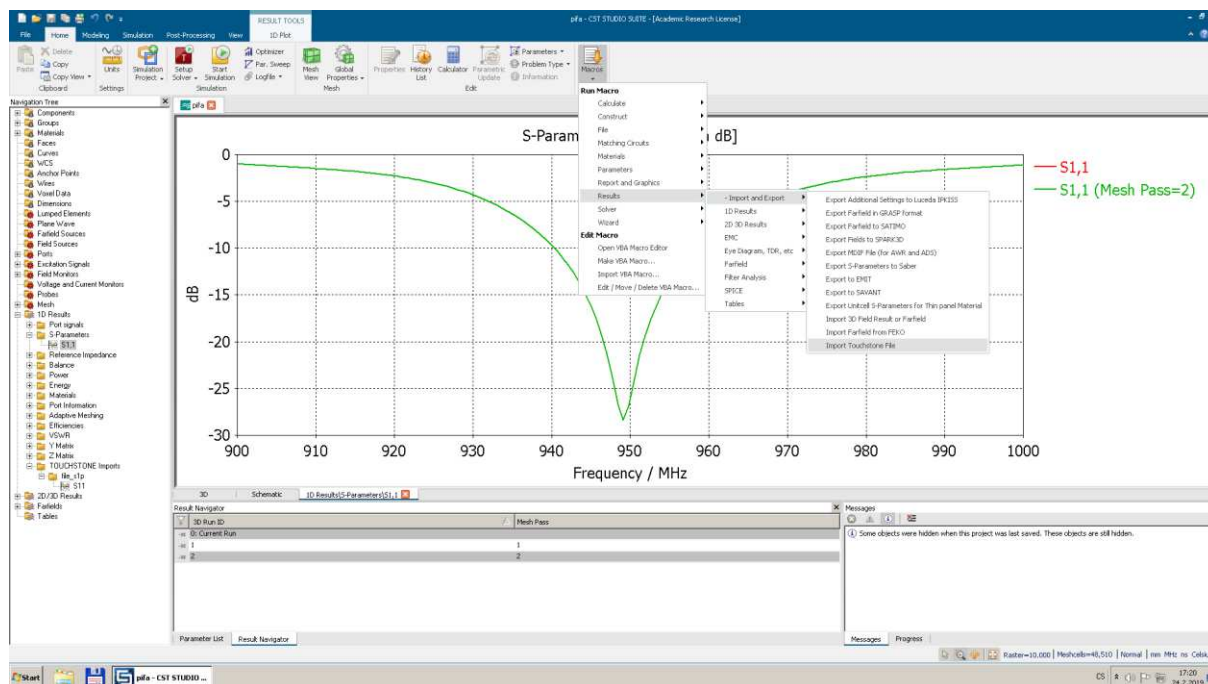 RESULT TOOLS
pifa - CST STUDIO SUITE - [Academic Research License]
File Home Modeling Simulation Post-Processing View 1D Plot
Paste
Delete
Copy
Copy View
Clipboard
Units
Settings
Simulation Project
Setup Solver
Start Simulation
Optimizer
Par. Sweep
Logfile
Simulation
Mesh View
Global Properties
Mesh
Properties
History List
Calculator
Parametric Update
Parameters
Problem Type
Information
Edit
Macros
Navigation Tree
Components
Groups
Materials
Faces
Curves
WCS
Anchor Points
Wires
Voxel Data
Dimensions
Lumped Elements
Plane Wave
Farfield Sources
Field Sources
Ports
Excitation Signals
Field Monitors
Voltage and Current Monitors
Probes
Mesh
1D Results
Port signals
S-Parameters
S1,1
Reference Impedance
Balance
Power
Energy
Materials
Port Information
Adaptive Meshing
Efficiencies
VSWR
Y Matrix
Z Matrix
TOUCHSTONE Imports
file_s1p
S11
2D/3D Results
Farfields
Tables
pifa
S-Param
dB]
0
-5
-10
-15
-20
-25
-30
dB
900 910 920 930 940 950 960 970 980 990 1000
Frequency / MHz
S1,1
S1,1 (Mesh Pass=2)
Run Macro
Calculate
Construct
File
Matching Circuits
Materials
Parameters
Report and Graphics
Results
Solver
Wizard
Edit Macro
Open VBA Macro Editor
Make VBA Macro...
Import VBA Macro...
Edit / Move / Delete VBA Macro...
- Import and Export
1D Results
2D 3D Results
EMC
Eye Diagram, TDR, etc
Farfield
Filter Analysis
SPICE
Tables
Export Additional Settings to Luceda IPKISS
Export Farfield in GRASP format
Export Farfield to SATIMO
Export Fields to SPARK3D
Export MDIF File (for AWR and ADS)
Export S-Parameters to Saber
Export to EMIT
Export to SAVANT
Export Unitcell S-Parameters for Thin panel Material
Import 3D Field Result or Farfield
Import Farfield from FEKO
Import Touchstone File
3D Schematic 1D Results\S-Parameters\S1,1
Result Navigator
3D Run ID Mesh Pass
0: Current Run
1 1
2 2
Parameter List Result Navigator
Messages
Some objects were hidden when this project was last saved. These objects are still hidden.
Messages Progress
Raster=10.000 Meshcells=48,510 Normal mm MHz ns
Start
pifa - CST STUDIO ...
CS
17:20
24.2.2019